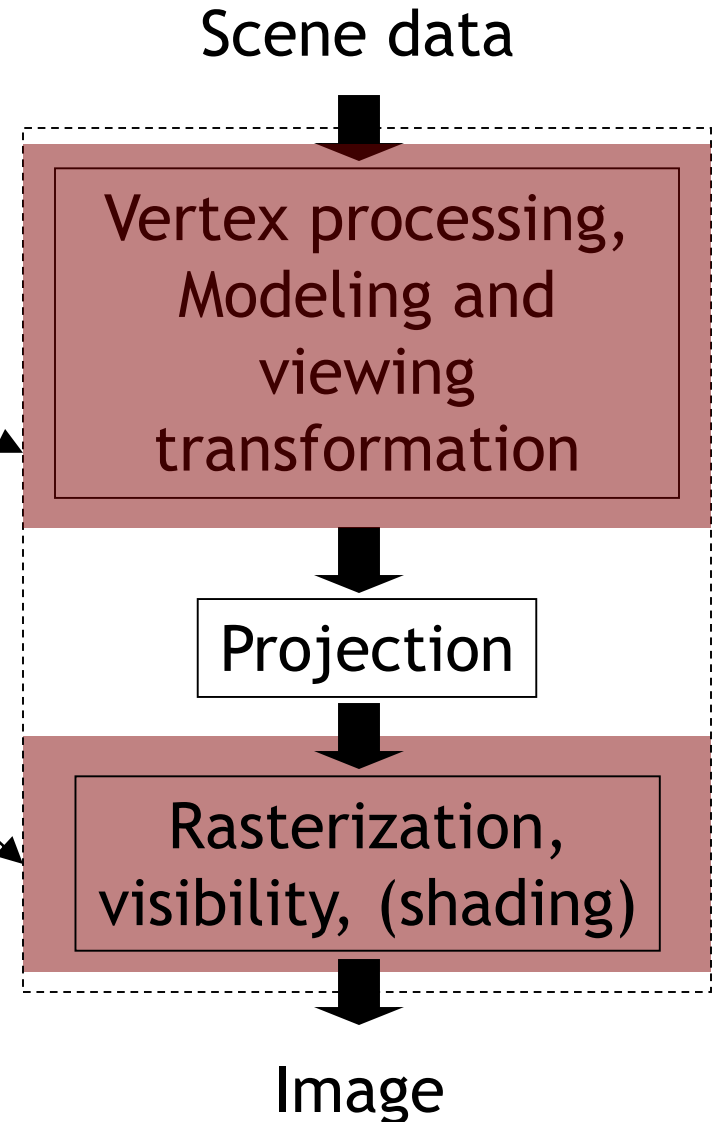 Scene data
Vertex processing,
Modeling and
viewing
transformation
Projection
Rasterization,
visibility, (shading)
Image